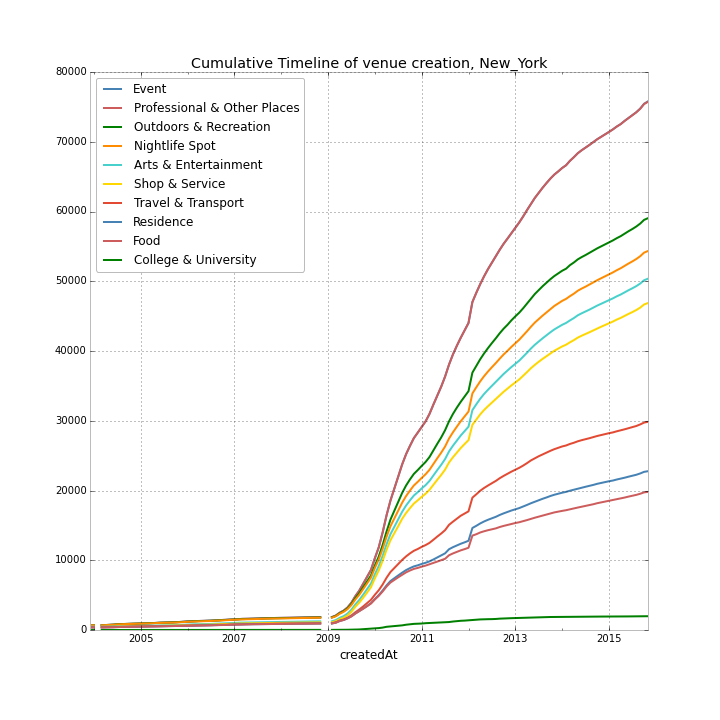 Cumulative Timeline of venue creation, New_York
80000
70000
60000
50000
40000
30000
20000
10000
0
Event
Professional & Other Places
Outdoors & Recreation
Nightlife Spot
Arts & Entertainment
Shop & Service
Travel & Transport
Residence
Food
College & University
2005 2007 2009 2011 2013 2015
createdAt